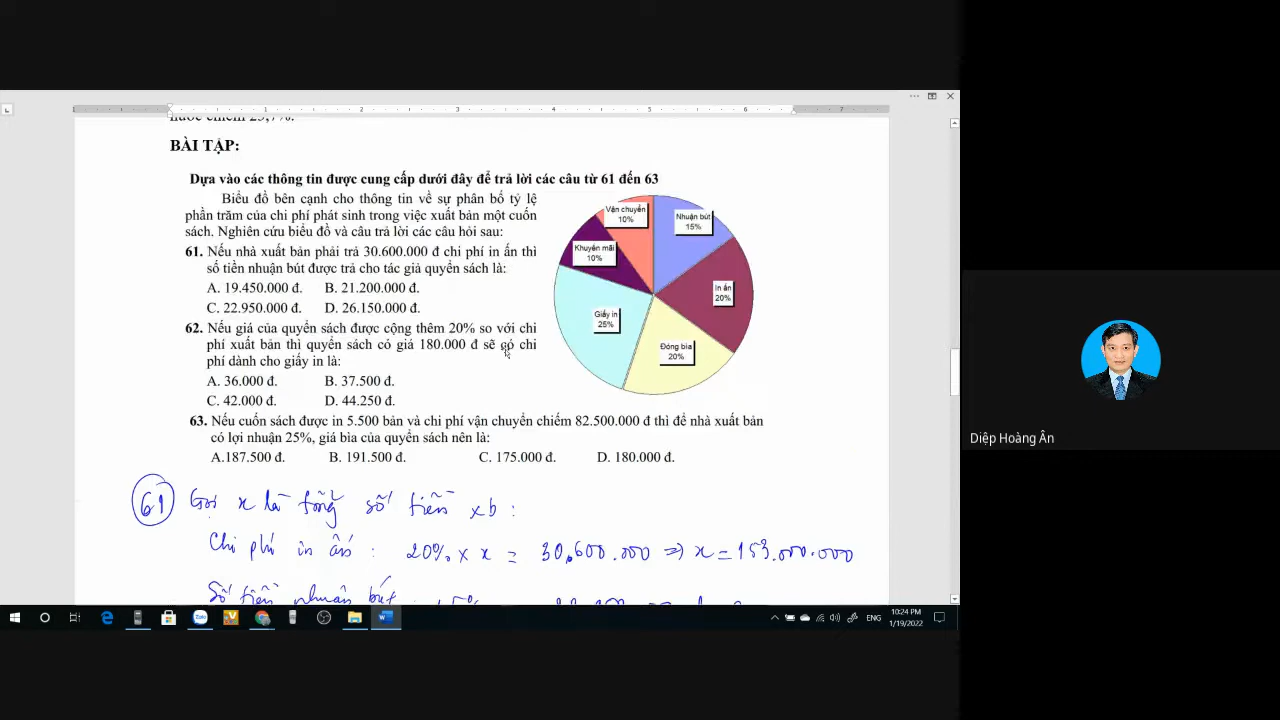 nước chiếm 23,7%.
BÀI TẬP:
Dựa vào các thông tin được cung cấp dưới đây để trả lời các câu từ 61 đến 63
Biểu đồ bên cạnh cho thông tin về sự phân bố tỷ lệ
phần trăm của chi phí phát sinh trong việc xuất bản một cuốn
sách. Nghiên cứu biểu đồ và câu trả lời các câu hỏi sau:
61. Nếu nhà xuất bản phải trả 30.600.000 đ chi phí in ấn thì
số tiền nhuận bút được trả cho tác giả quyển sách là:
A. 19.450.000 đ. B. 21.200.000 đ.
C. 22.950.000 đ. D. 26.150.000 đ.
62. Nếu giá của quyển sách được cộng thêm 20% so với chi
phí xuất bản thì quyển sách có giá 180.000 đ sẽ có chi
phí dành cho giấy in là:
A. 36.000 đ. B. 37.500 đ.
C. 42.000 đ. D. 44.250 đ.
Vận chuyển
10%
Nhuận bút
15%
Khuyến mãi
10%
In ấn
20%
Giấy in
25%
Đóng bìa
20%
63. Nếu cuốn sách được in 5.500 bản và chi phí vận chuyển chiếm 82.500.000 đ thì để nhà xuất bản
có lợi nhuận 25%, giá bìa của quyển sách nên là:
A.187.500 đ. B. 191.500 đ. C. 175.000 đ. D. 180.000 đ.
61 Gọi x là tổng số tiền xb :
Chi phí in ấn : 20% × x = 30.600.000 ⇒ x = 153.000.000
Số tiền nhuận bút
Diệp Hoàng Ân
Zalo
ENG
10:24 PM
1/19/2022